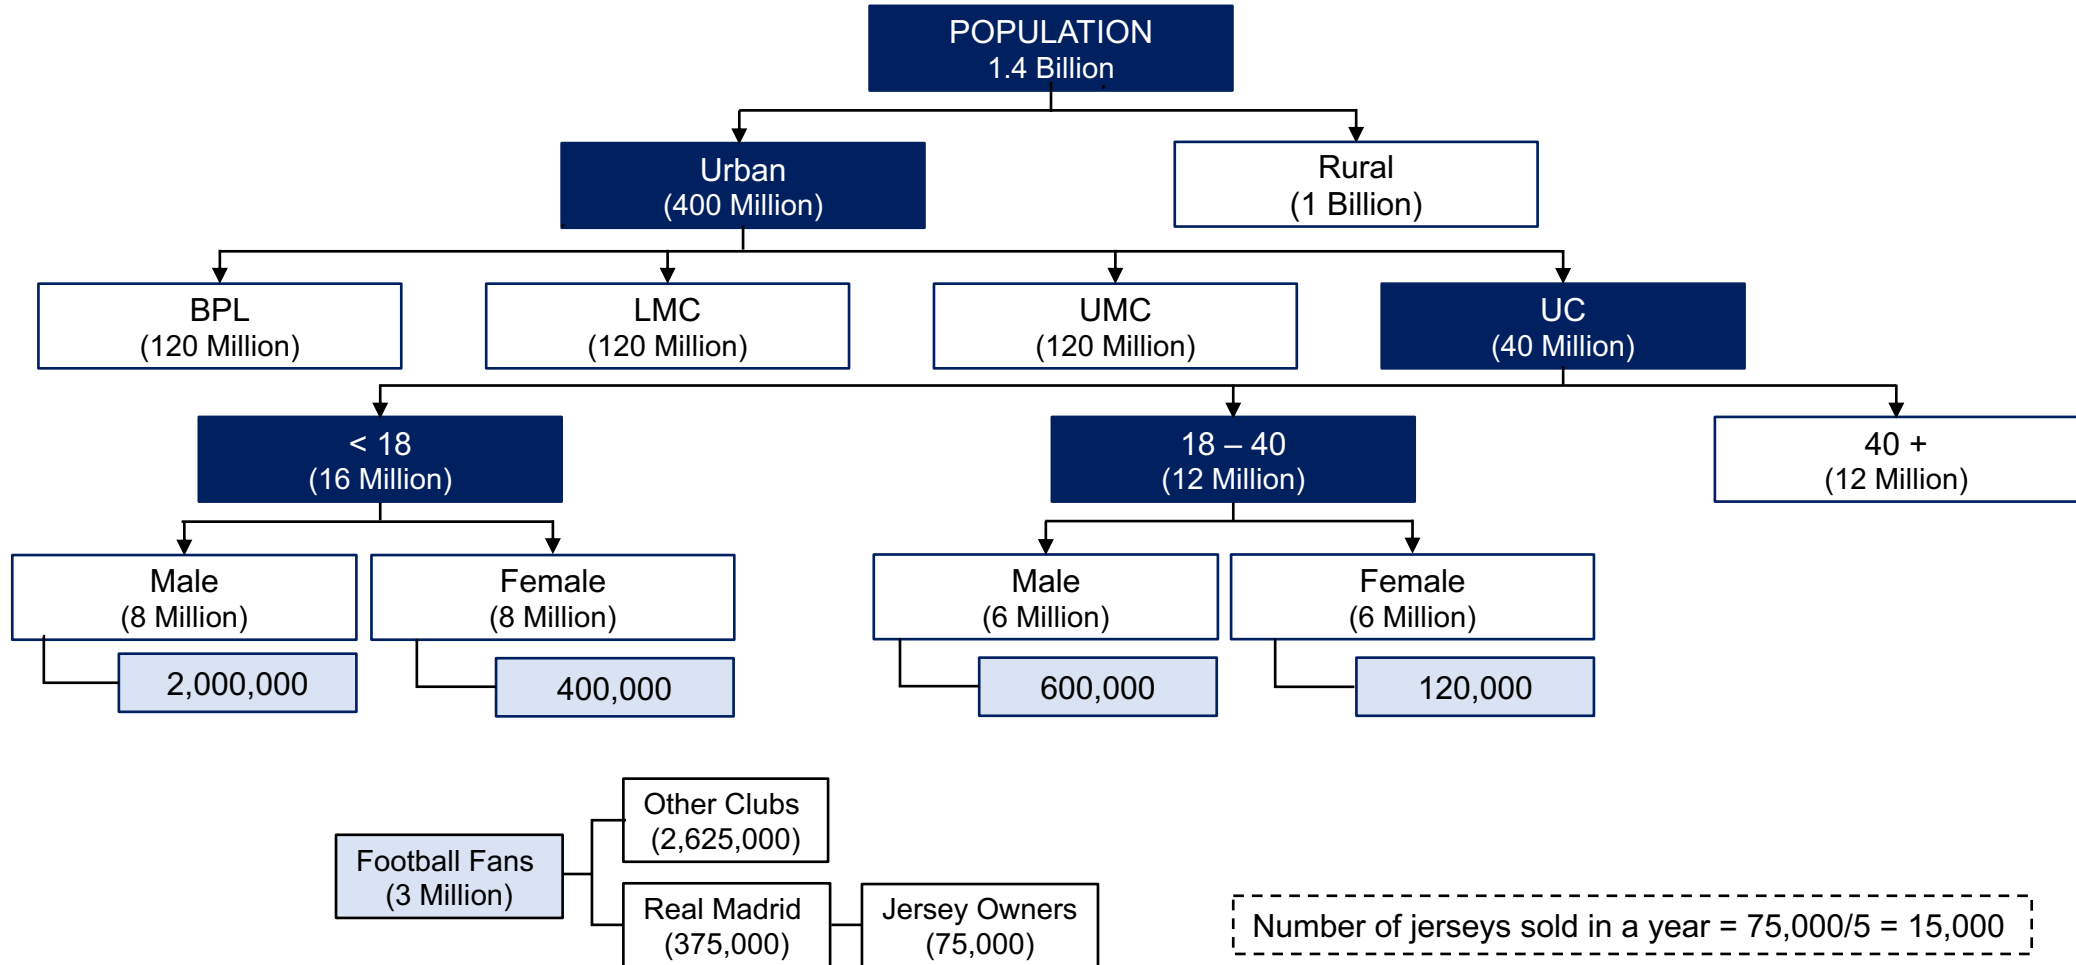 POPULATION
1.4 Billion
Urban
(400 Million)
Rural
(1 Billion)
BPL
(120 Million)
LMC
(120 Million)
UMC
(120 Million)
UC
(40 Million)
< 18
(16 Million)
18 – 40
(12 Million)
40 +
(12 Million)
Male
(8 Million)
Female
(8 Million)
Male
(6 Million)
Female
(6 Million)
2,000,000
400,000
600,000
120,000
Other Clubs
(2,625,000)
Football Fans
(3 Million)
Real Madrid
(375,000)
Jersey Owners
(75,000)
Number of jerseys sold in a year = 75,000/5 = 15,000